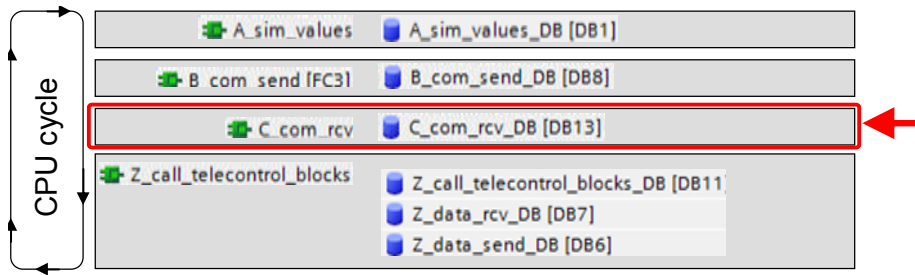 CPU cycle
A_sim_values A_sim_values_DB [DB1]
B_com_send [FC3] B_com_send_DB [DB8]
C_com_rcv C_com_rcv_DB [DB13]
Z_call_telecontrol_blocks Z_call_telecontrol_blocks_DB [DB11]
Z_data_rcv_DB [DB7]
Z_data_send_DB [DB6]